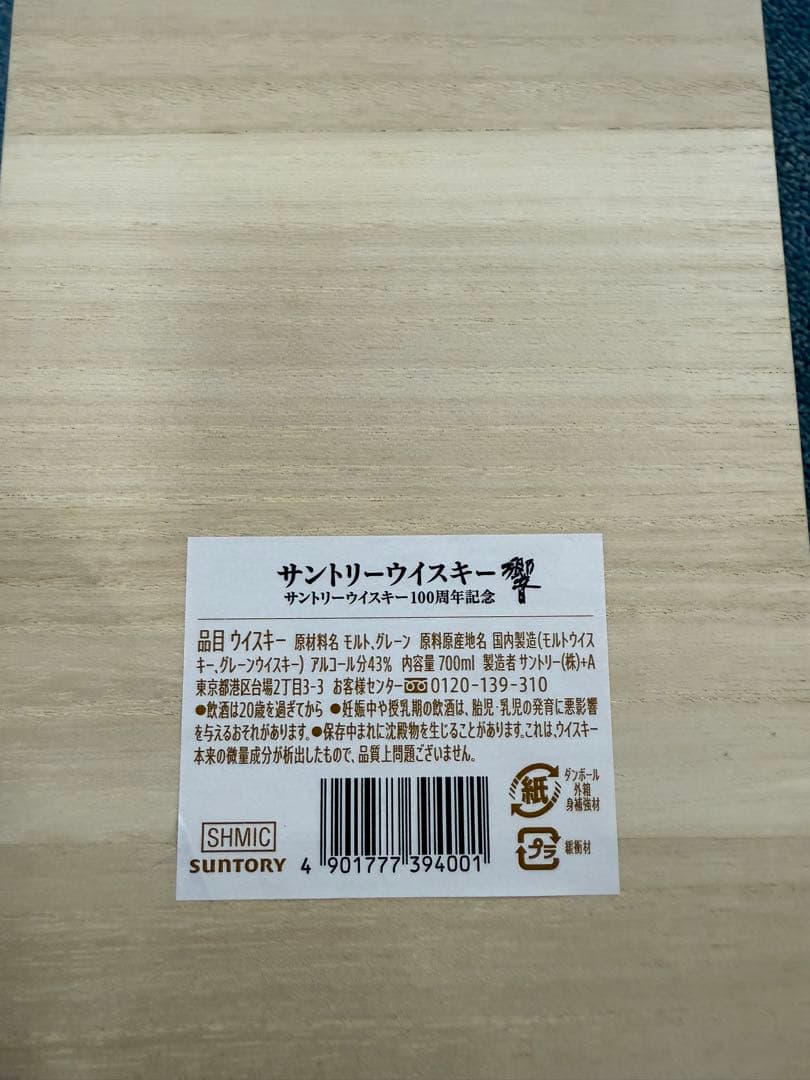 サントリーウイスキー 響
サントリーウイスキー100周年記念
品目 ウイスキー 原材料名 モルト、グレーン 原料原産地名 国内製造(モルトウイス
キー、グレーンウイスキー) アルコール分43% 内容量 700ml 製造者 サントリー(株)+A
東京都港区台場2丁目3-3 お客様センター 0120-139-310
●飲酒は20歳を過ぎてから ●妊娠中や授乳期の飲酒は、胎児・乳児の発育に悪影響
を与えるおそれがあります。●保存中まれに沈殿物を生じることがあります。これは、ウイスキー
本来の微量成分が析出したもので、品質上問題ございません。
紙 ダンボール
外箱
身補強材
プラ 緩衝材
SHMIC
SUNTORY
4 901777 394001